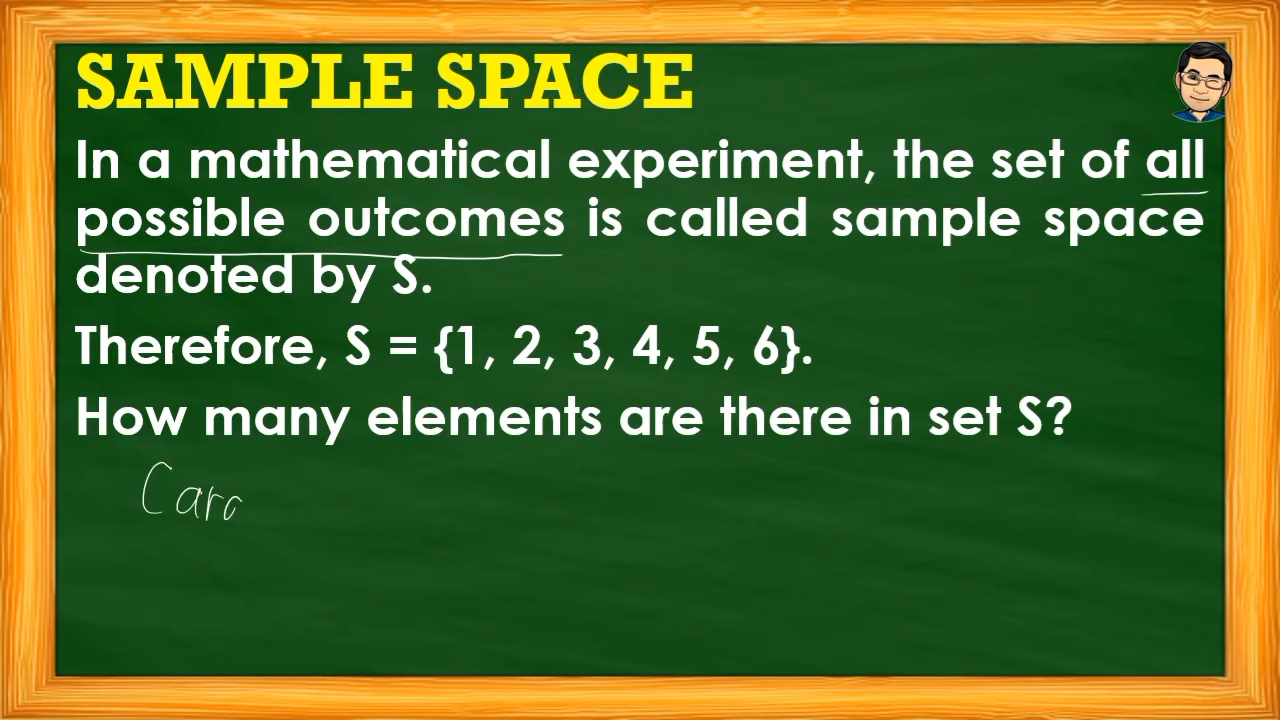 SAMPLE SPACE
In a mathematical experiment, the set of all
possible outcomes is called sample space
denoted by S.
Therefore, S = {1, 2, 3, 4, 5, 6}.
How many elements are there in set S?
Carc